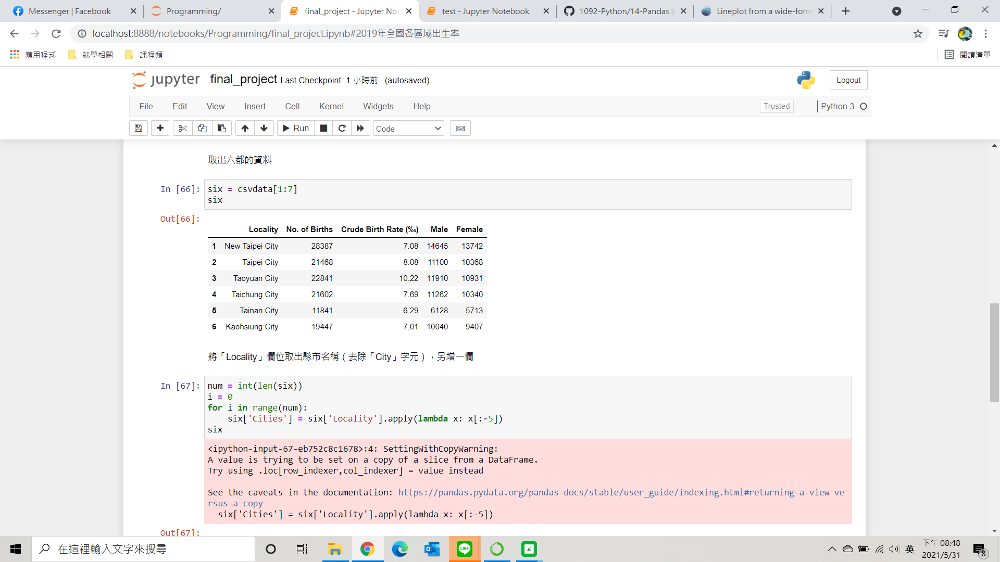 Messenger | Facebook
Programming/
final_project - Jupyter Not
test - Jupyter Notebook
1092-Python/14-Pandas.i
Lineplot from a wide-form
localhost:8888/notebooks/Programming/final_project.ipynb#2019年全國各區域出生率
應用程式 就學相關 課程類 閱讀清單
jupyter final_project Last Checkpoint: 1 小時前 (autosaved) Logout
File Edit View Insert Cell Kernel Widgets Help Trusted Python 3
Run Code
取出六都的資料
In [66]: six = csvdata[1:7]
six
Out[66]:
Locality No. of Births Crude Birth Rate (‰) Male Female
1 New Taipei City 28387 7.08 14645 13742
2 Taipei City 21468 8.08 11100 10368
3 Taoyuan City 22841 10.22 11910 10931
4 Taichung City 21602 7.69 11262 10340
5 Tainan City 11841 6.29 6128 5713
6 Kaohsiung City 19447 7.01 10040 9407
將「Locality」欄位取出縣市名稱（去除「City」字元），另增一欄
In [67]: num = int(len(six))
i = 0
for i in range(num):
six['Cities'] = six['Locality'].apply(lambda x: x[:-5])
six
<ipython-input-67-eb752c8c1678>:4: SettingWithCopyWarning:
A value is trying to be set on a copy of a slice from a DataFrame.
Try using .loc[row_indexer,col_indexer] = value instead
See the caveats in the documentation: https://pandas.pydata.org/pandas-docs/stable/user_guide/indexing.html#returning-a-view-ve
rsus-a-copy
six['Cities'] = six['Locality'].apply(lambda x: x[:-5])
Out[67]:
在這裡輸入文字來搜尋
LINE
英
下午 08:48
2021/5/31
8